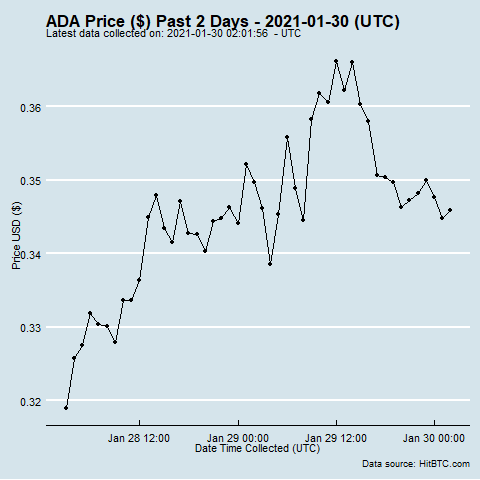 ADA Price ($) Past 2 Days - 2021-01-30 (UTC)
Latest data collected on: 2021-01-30 02:01:56 - UTC
Price USD ($)
0.36
0.35
0.34
0.33
0.32
Jan 28 12:00
Jan 29 00:00
Jan 29 12:00
Jan 30 00:00
Date Time Collected (UTC)
Data source: HitBTC.com